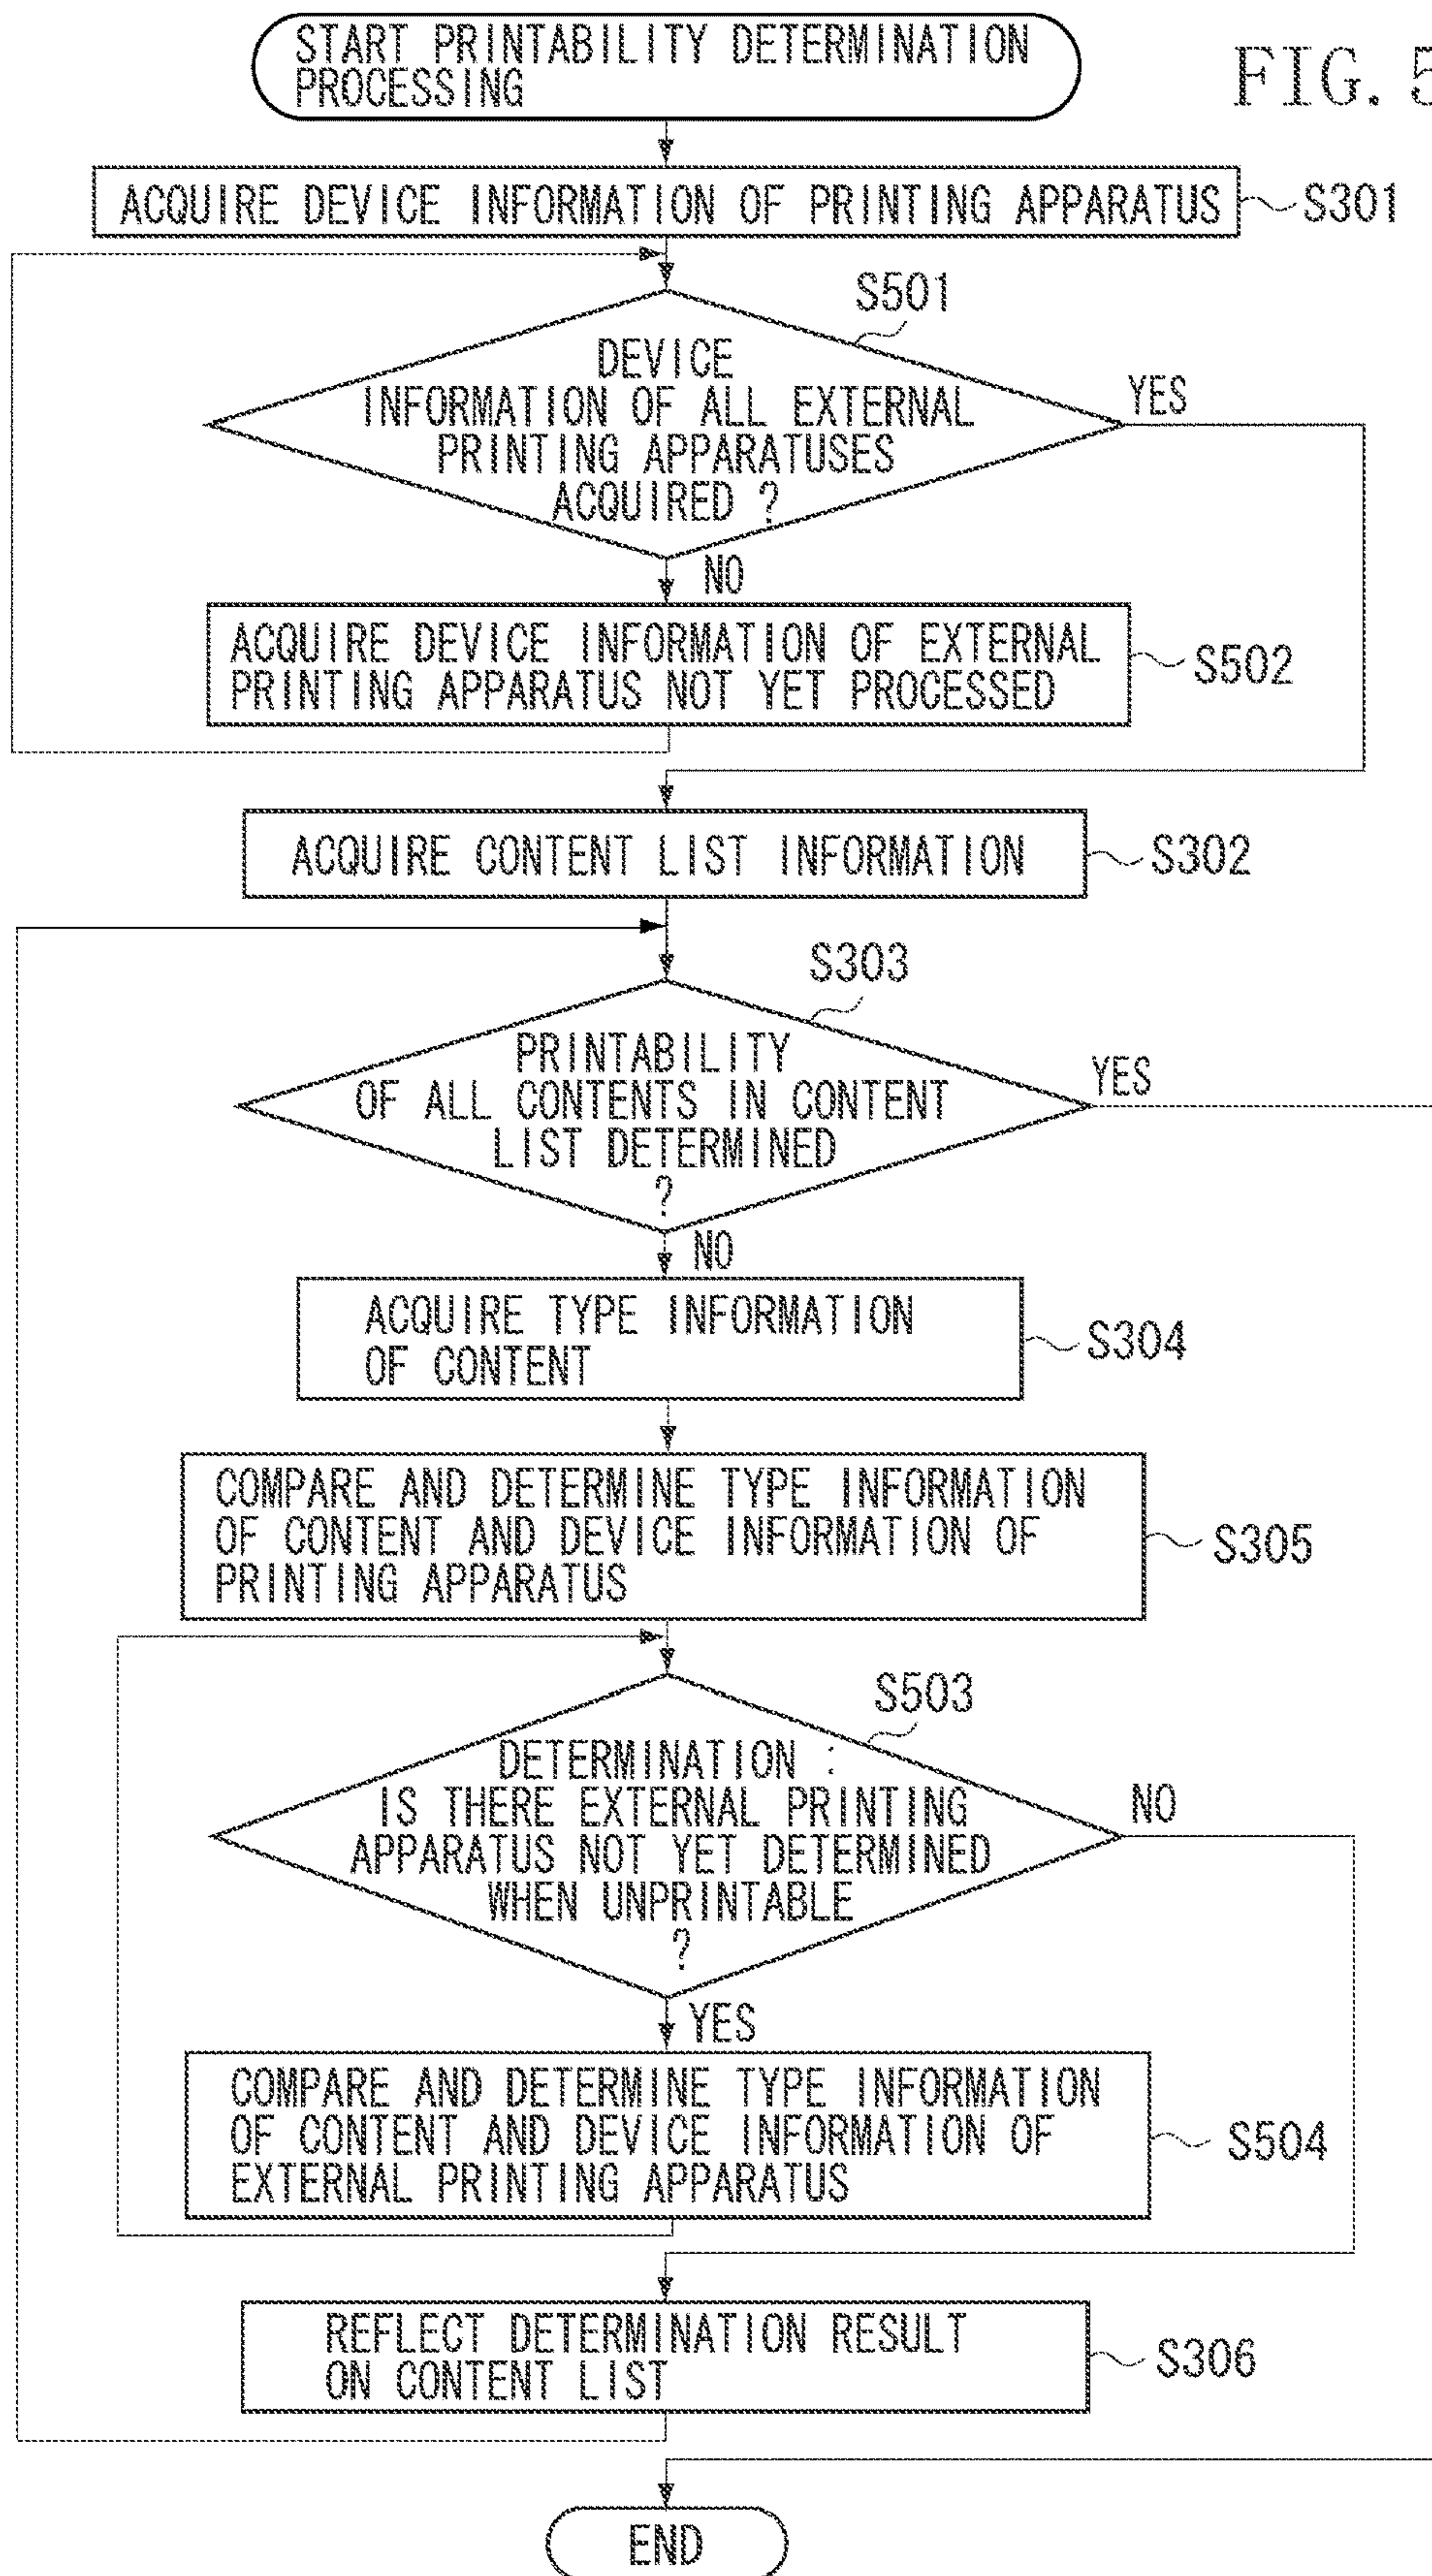 FIG. 5
START PRINTABILITY DETERMINATION
PROCESSING
ACQUIRE DEVICE INFORMATION OF PRINTING APPARATUS
S301
S501
DEVICE
INFORMATION OF ALL EXTERNAL
PRINTING APPARATUSES
ACQUIRED ?
YES
NO
ACQUIRE DEVICE INFORMATION OF EXTERNAL
PRINTING APPARATUS NOT YET PROCESSED
S502
ACQUIRE CONTENT LIST INFORMATION
S302
S303
PRINTABILITY
OF ALL CONTENTS IN CONTENT
LIST DETERMINED
?
YES
NO
ACQUIRE TYPE INFORMATION
OF CONTENT
S304
COMPARE AND DETERMINE TYPE INFORMATION
OF CONTENT AND DEVICE INFORMATION OF
PRINTING APPARATUS
S305
S503
DETERMINATION :
IS THERE EXTERNAL PRINTING
APPARATUS NOT YET DETERMINED
WHEN UNPRINTABLE
?
NO
YES
COMPARE AND DETERMINE TYPE INFORMATION
OF CONTENT AND DEVICE INFORMATION OF
EXTERNAL PRINTING APPARATUS
S504
REFLECT DETERMINATION RESULT
ON CONTENT LIST
S306
END